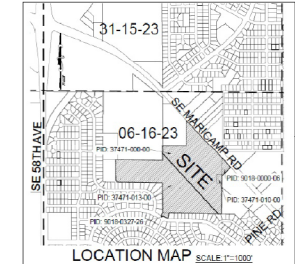 31-15-23
SE MARICAMP RD
SE 58TH AVE
06-16-23
PID: 37471-000-00
SITE
PID: 9018-0000-06
PID: 37471-013-00
PID: 37471-010-00
PID: 9018-0327-26
PINE RD
LOCATION MAP SCALE: 1"=1000'